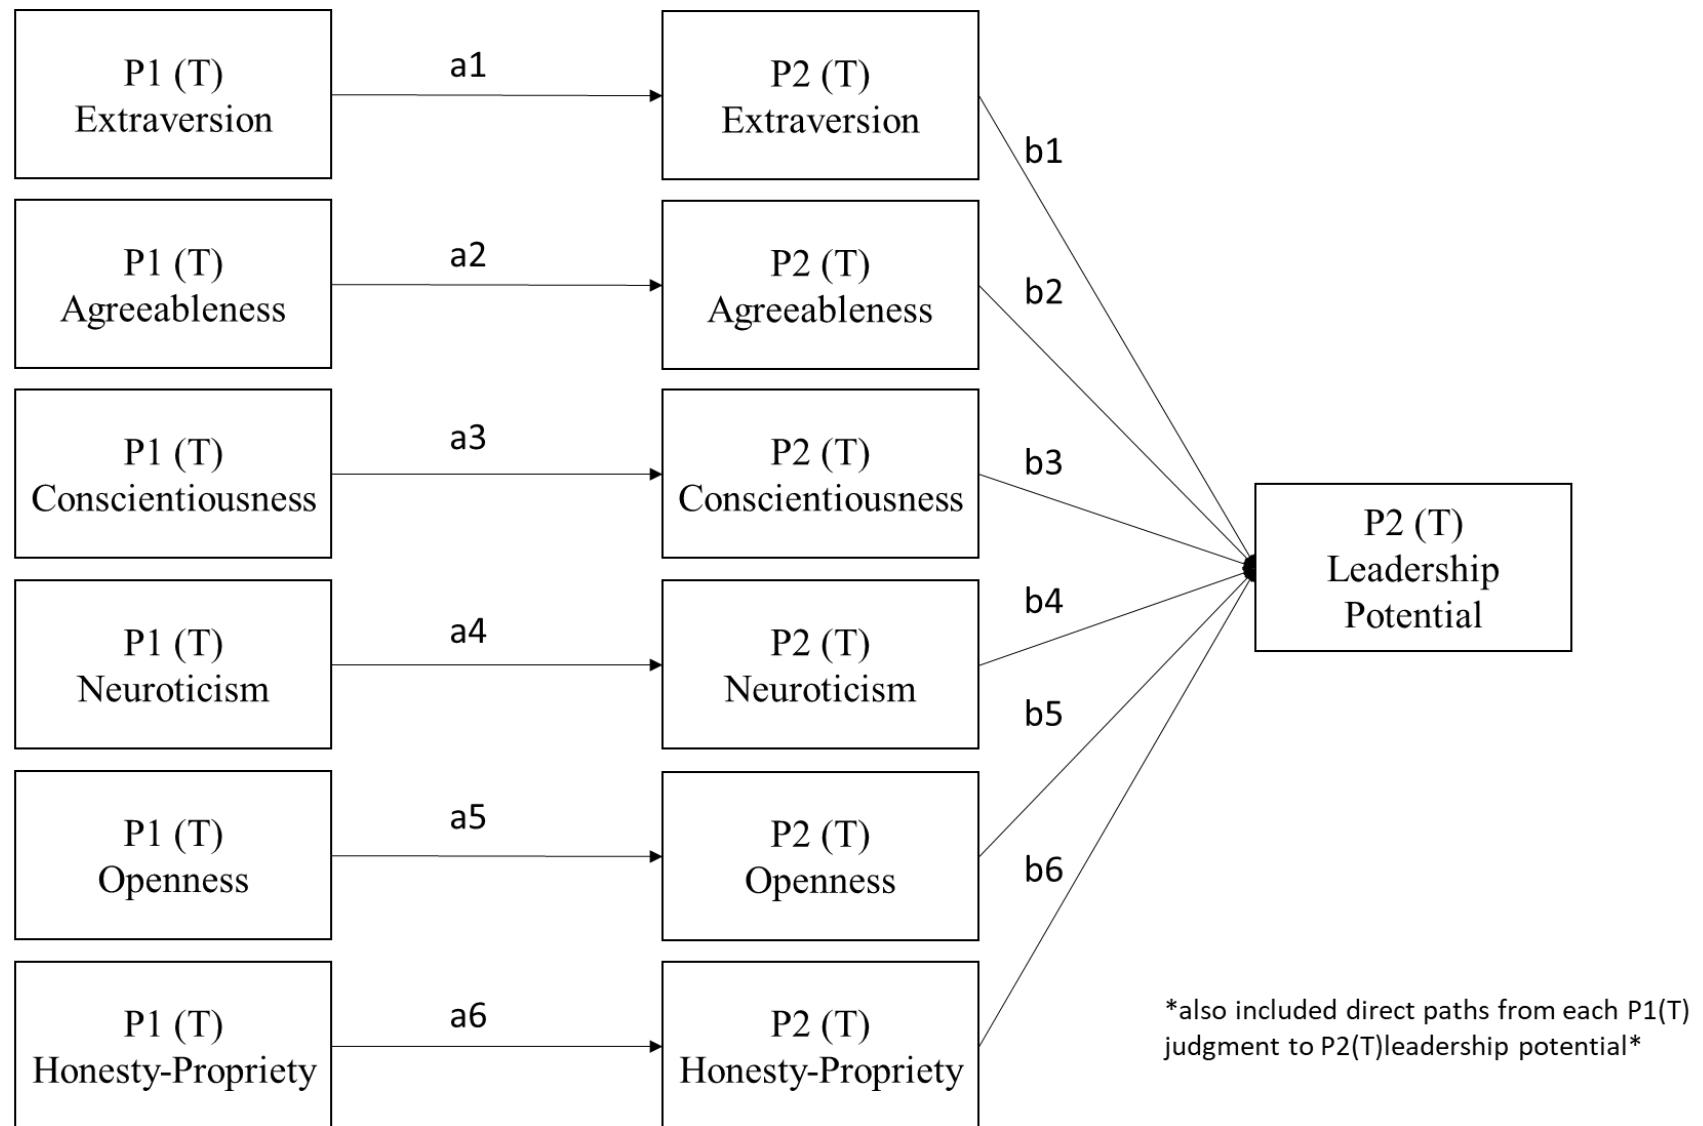 P1 (T)
Extraversion
a1
P2 (T)
Extraversion
b1
P1 (T)
Agreeableness
a2
P2 (T)
Agreeableness
b2
P1 (T)
Conscientiousness
a3
P2 (T)
Conscientiousness
b3
P2 (T)
Leadership
Potential
P1 (T)
Neuroticism
a4
P2 (T)
Neuroticism
b4
P1 (T)
Openness
a5
P2 (T)
Openness
b5
P1 (T)
Honesty-Propriety
a6
P2 (T)
Honesty-Propriety
b6
*also included direct paths from each P1(T)
judgment to P2(T)leadership potential*